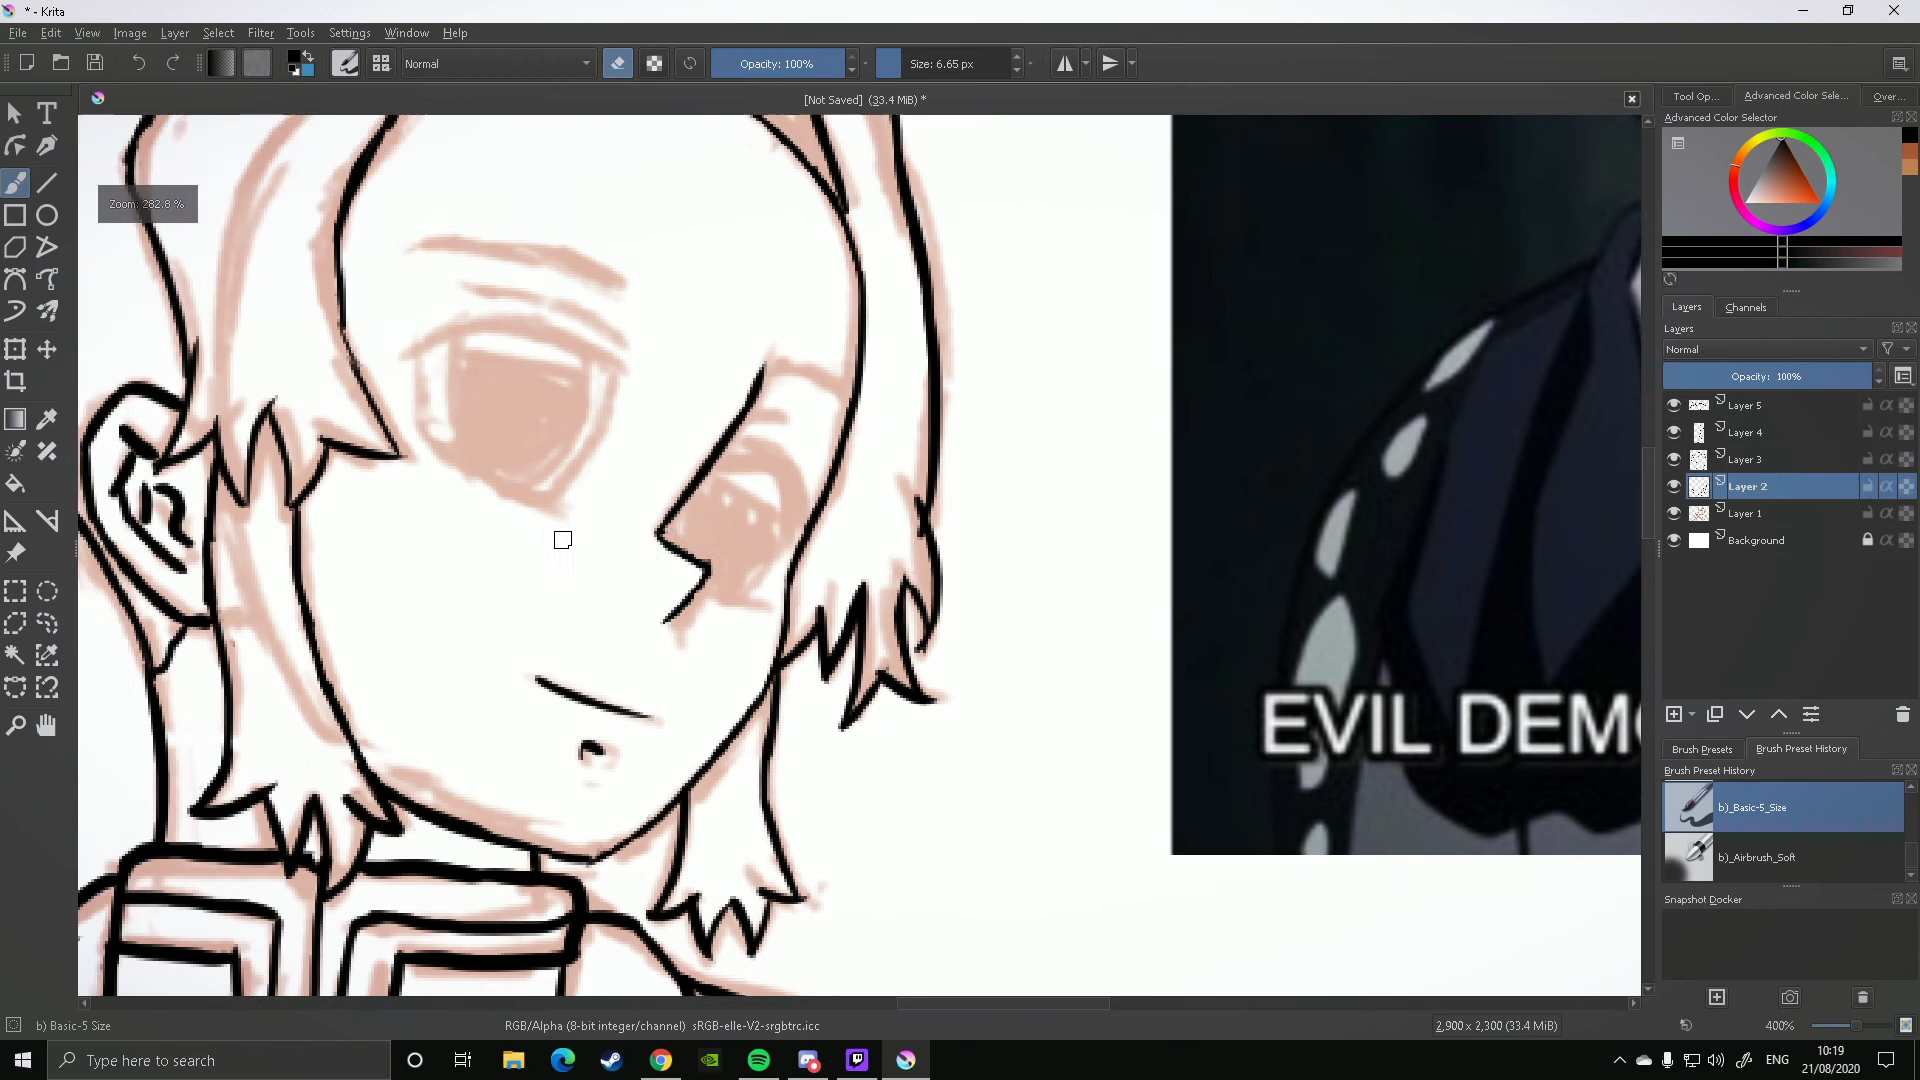 * - Krita
File Edit View Image Layer Select Filter Tools Settings Window Help
Normal Opacity: 100% Size: 6.65 px
[Not Saved] (33.4 MiB) *
Tool Op... Advanced Color Sele... Over...
Advanced Color Selector
Zoom: 282.8 %
Layers Channels
Layers
Normal
Opacity: 100%
Layer 5
Layer 4
Layer 3
Layer 2
Layer 1
Background
EVIL DEM
Brush Presets Brush Preset History
Brush Preset History
b)_Basic-5_Size
b)_Airbrush_Soft
Snapshot Docker
b) Basic-5 Size
RGB/Alpha (8-bit integer/channel) sRGB-elle-V2-srgbtrc.icc
2,900 x 2,300 (33.4 MiB)
400%
Type here to search
ENG
10:19
21/08/2020